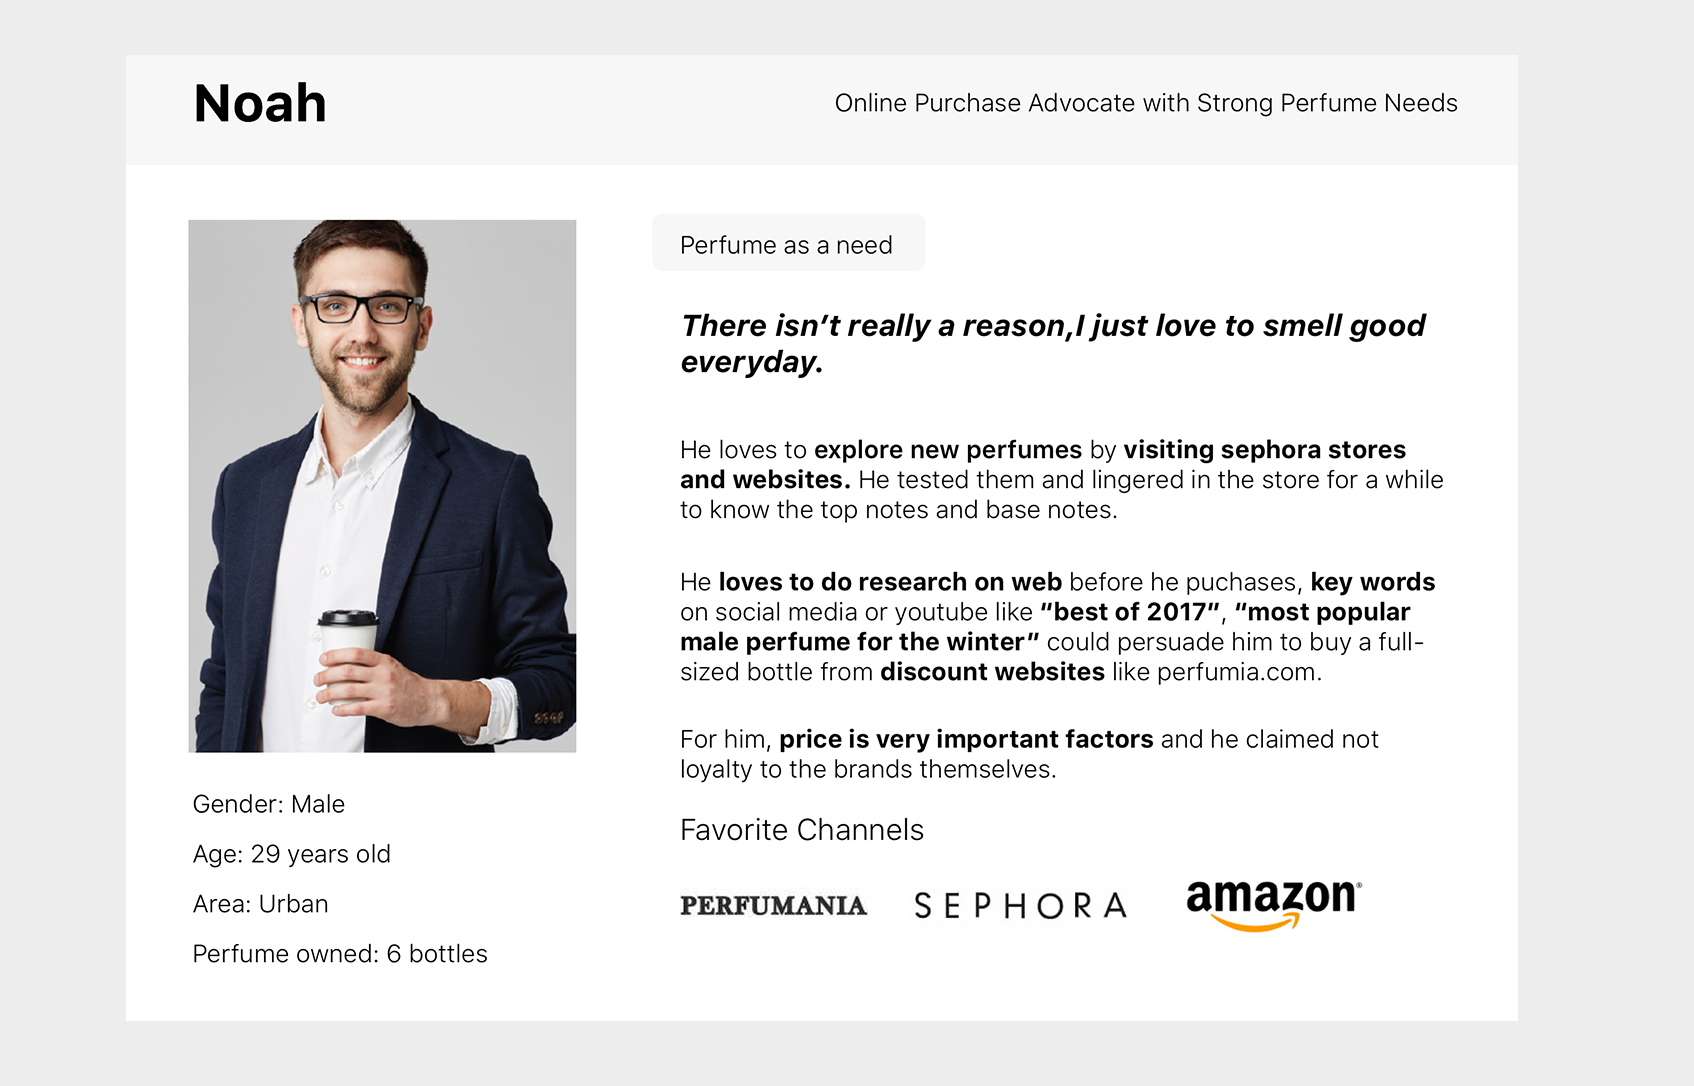 Noah
Online Purchase Advocate with Strong Perfume Needs
Perfume as a need
There isn't really a reason,I just love to smell good
everyday.
He loves to explore new perfumes by visiting sephora stores
and websites. He tested them and lingered in the store for a while
to know the top notes and base notes.
He loves to do research on web before he puchases, key words
on social media or youtube like "best of 2017", "most popular
male perfume for the winter" could persuade him to buy a full-
sized bottle from discount websites like perfumia.com.
For him, price is very important factors and he claimed not
loyalty to the brands themselves.
Favorite Channels
PERFUMANIA SEPHORA amazon®
Gender: Male
Age: 29 years old
Area: Urban
Perfume owned: 6 bottles